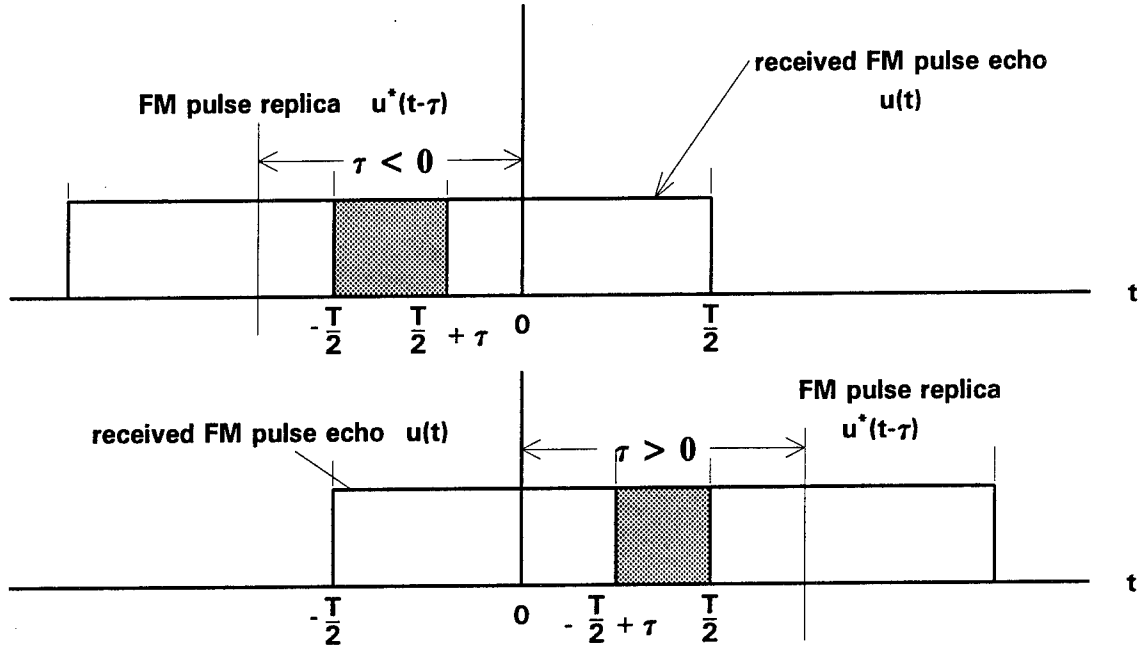 received FM pulse echo
u(t)
FM pulse replica u*(t-τ)
τ < 0
-T/2 T/2 + τ 0 T/2 t
FM pulse replica
u*(t-τ)
received FM pulse echo u(t)
τ > 0
-T/2 0 -T/2 + τ T/2 t